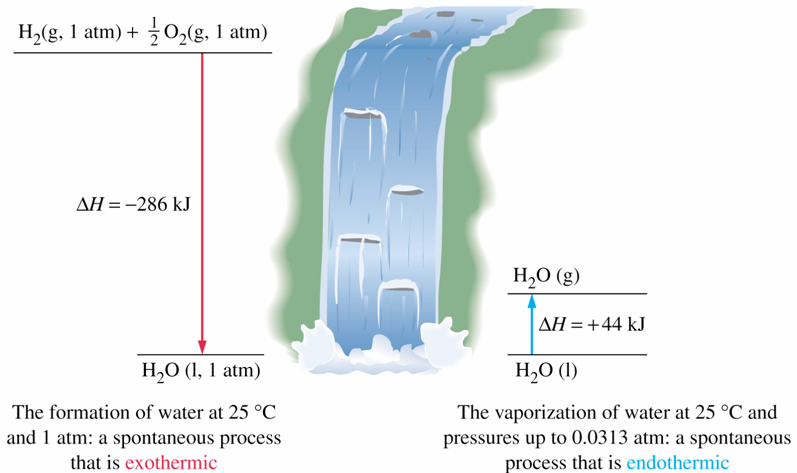 H₂(g, 1 atm) + ½ O₂(g, 1 atm)
ΔH = −286 kJ
H₂O (l, 1 atm)
The formation of water at 25 °C
and 1 atm: a spontaneous process
that is exothermic
H₂O (g)
ΔH = +44 kJ
H₂O (l)
The vaporization of water at 25 °C and
pressures up to 0.0313 atm: a spontaneous
process that is endothermic